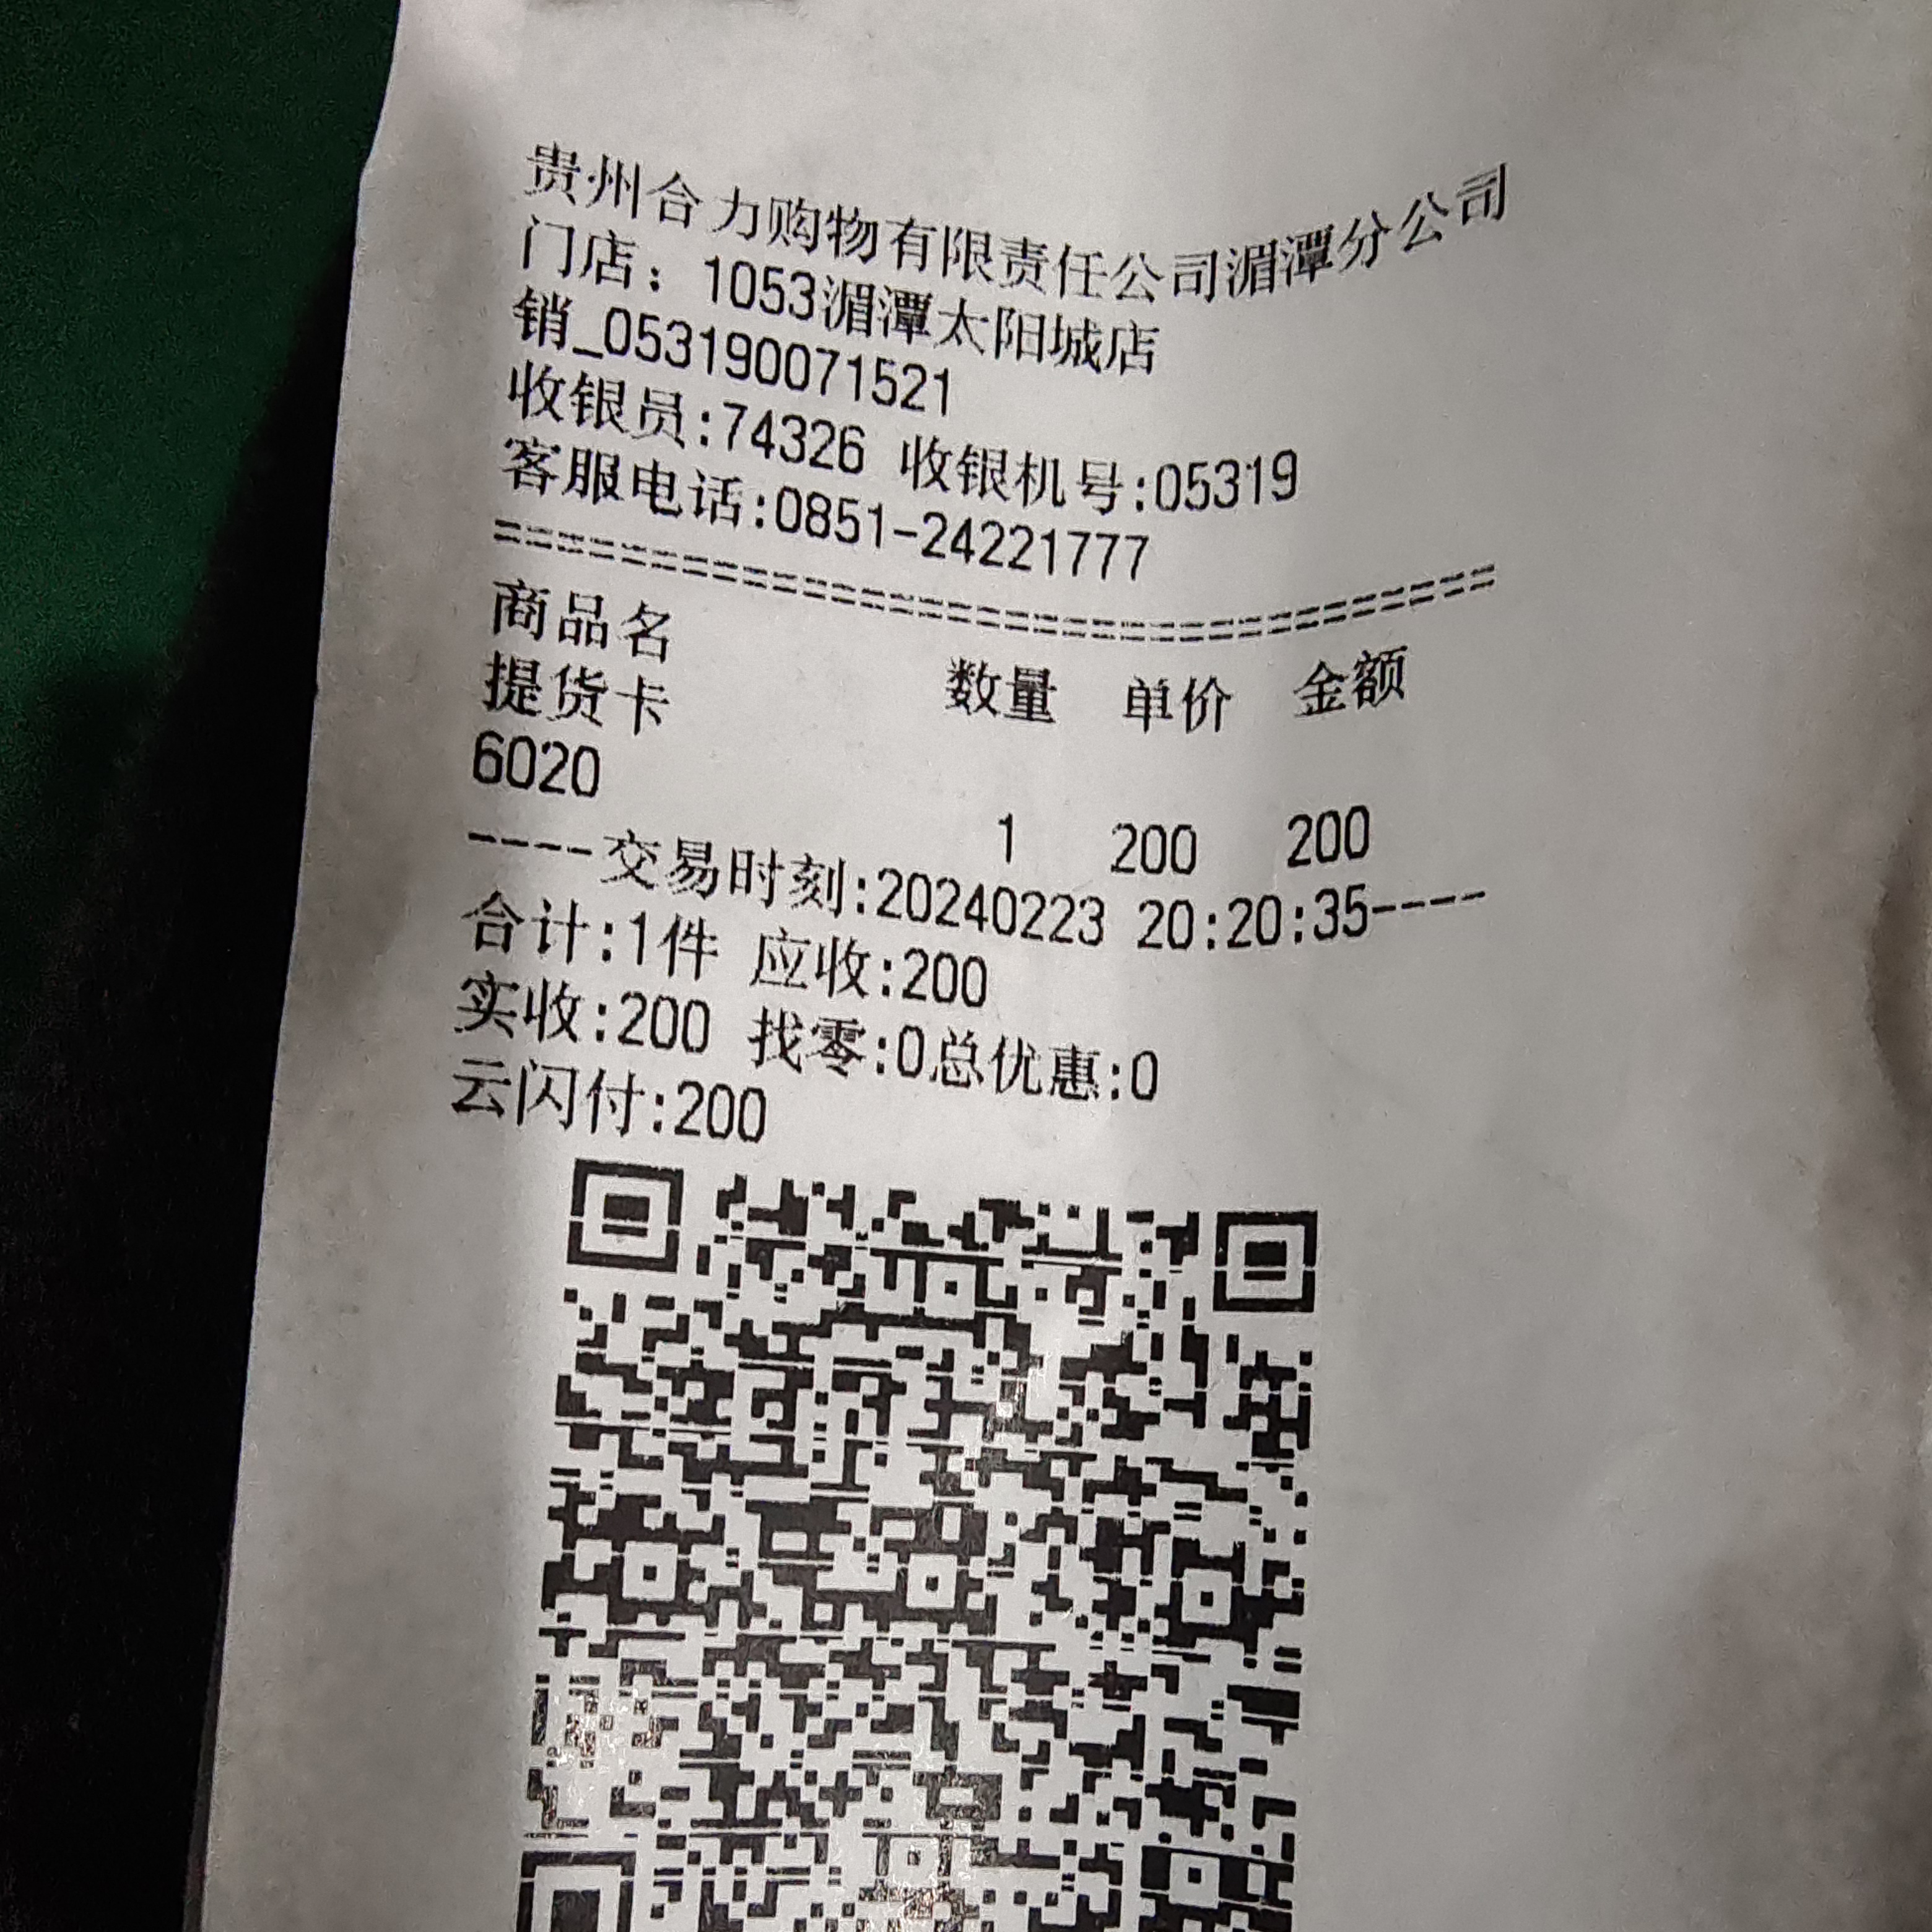 贵州合力购物有限责任公司湄潭分公司
门店：1053湄潭太阳城店
销_053190071521
收银员:74326 收银机号:05319
客服电话:0851-24221777
==================================
商品名 数量 单价 金额
提货卡
6020 1 200 200
----交易时刻:20240223 20:20:35----
合计:1件 应收:200
实收:200 找零:0总优惠:0
云闪付:200